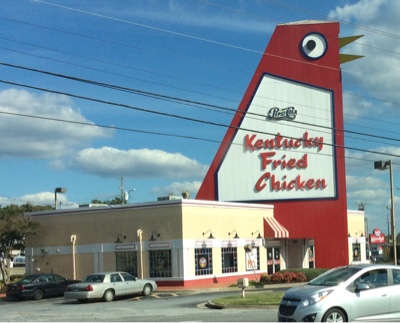 Pepsi-Cola
Kentucky
Fried
Chicken